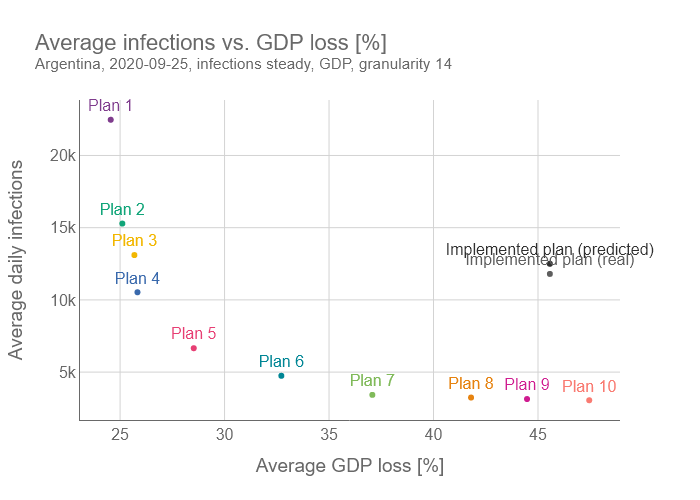 Average infections vs. GDP loss [%]
Argentina, 2020-09-25, infections steady, GDP, granularity 14
Plan 1
20k
Plan 2
15k
Plan 3
Implemented plan (predicted)
Implemented plan (real)
Plan 4
10k
Plan 5
Plan 6
5k
Plan 7
Plan 8
Plan 9
Plan 10
Average daily infections
25
30
35
40
45
Average GDP loss [%]